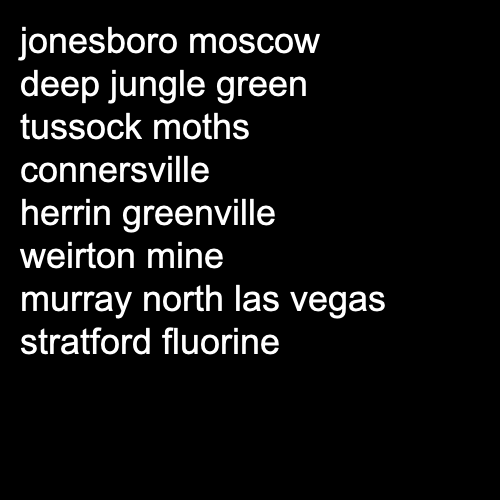 jonesboro moscow
deep jungle green
tussock moths
connersville
herrin greenville
weirton mine
murray north las vegas
stratford fluorine